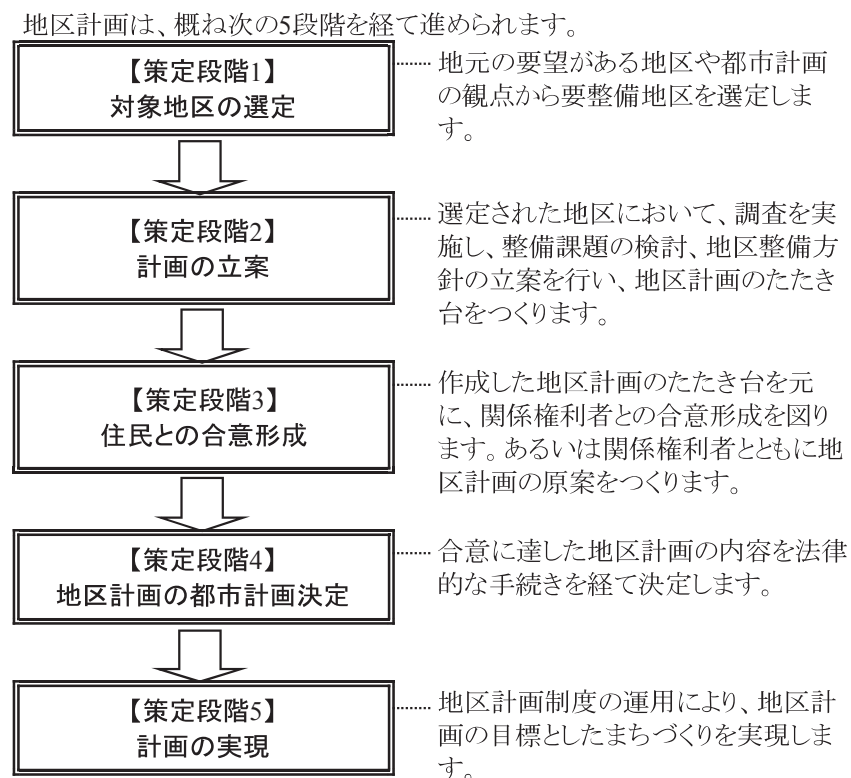 地区計画は、概ね次の5段階を経て進められます。
【策定段階1】
対象地区の選定
地元の要望がある地区や都市計画
の観点から要整備地区を選定しま
す。
【策定段階2】
計画の立案
選定された地区において、調査を実
施し、整備課題の検討、地区整備方
針の立案を行い、地区計画のたたき
台をつくります。
【策定段階3】
住民との合意形成
作成した地区計画のたたき台を元
に、関係権利者との合意形成を図り
ます。あるいは関係権利者とともに地
区計画の原案をつくります。
【策定段階4】
地区計画の都市計画決定
合意に達した地区計画の内容を法律
的な手続きを経て決定します。
【策定段階5】
計画の実現
地区計画制度の運用により、地区計
画の目標としたまちづくりを実現しま
す。